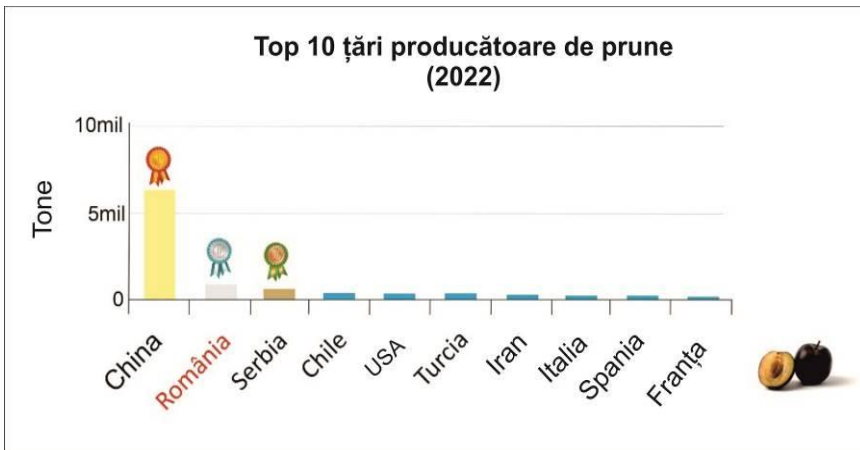 Top 10 țări producătoare de prune
(2022)
10mil
5mil
0
Tone
China
România
Serbia
Chile
USA
Turcia
Iran
Italia
Spania
Franța